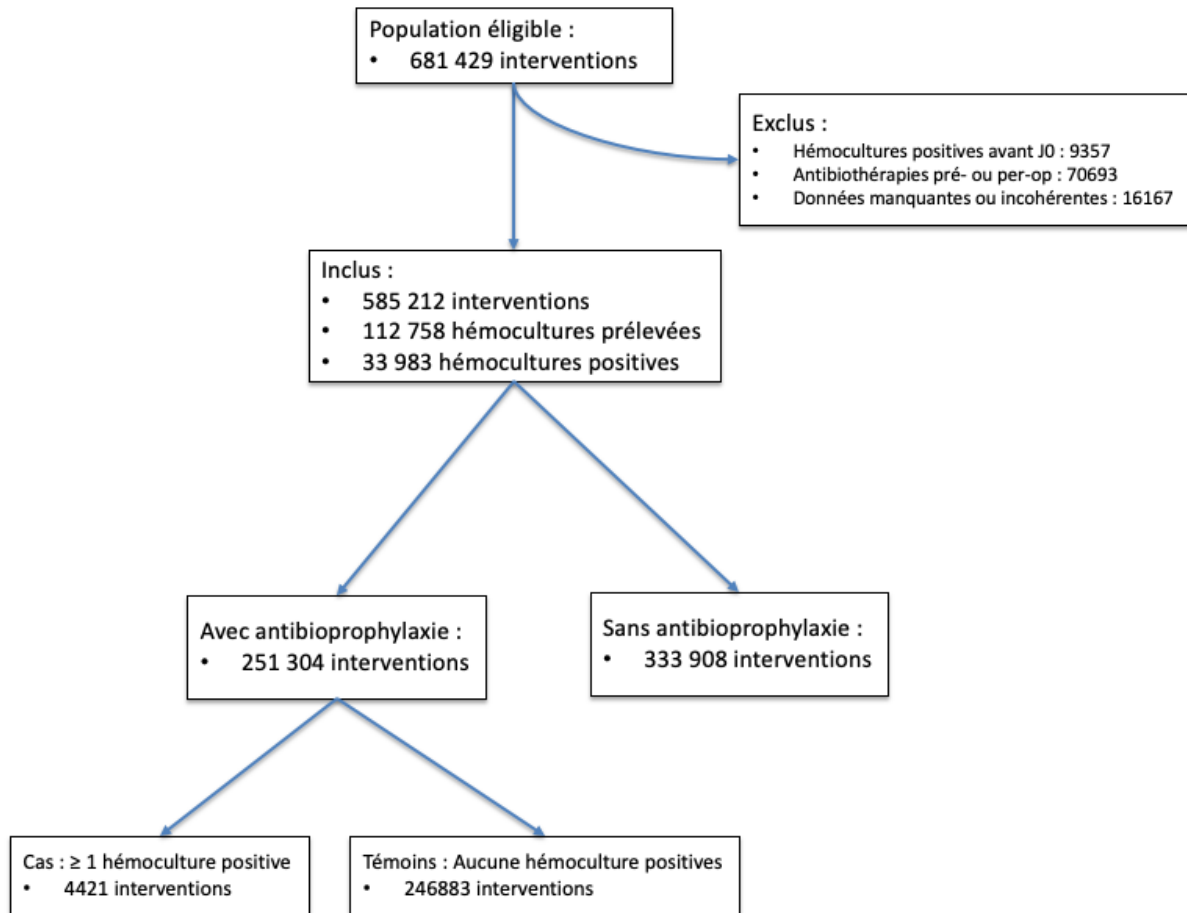 Population éligible :
• 681 429 interventions
Exclus :
• Hémocultures positives avant J0 : 9357
• Antibiothérapies pré- ou per-op : 70693
• Données manquantes ou incohérentes : 16167
Inclus :
• 585 212 interventions
• 112 758 hémocultures prélevées
• 33 983 hémocultures positives
Avec antibioprophylaxie :
• 251 304 interventions
Sans antibioprophylaxie :
• 333 908 interventions
Cas : ≥ 1 hémoculture positive
• 4421 interventions
Témoins : Aucune hémoculture positives
• 246883 interventions